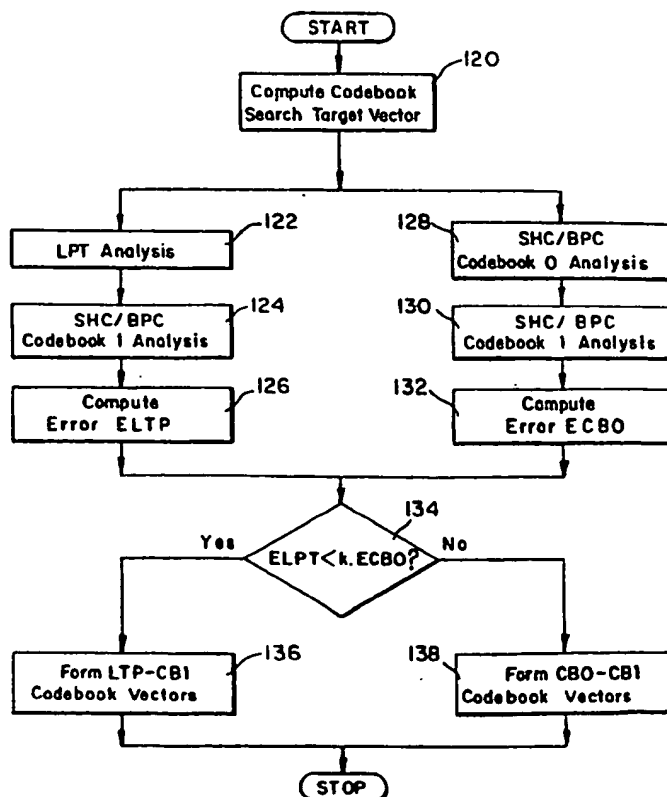 START
120
Compute Codebook
Search Target Vector
122
LPT Analysis
128
SHC/BPC
Codebook 0 Analysis
124
SHC/BPC
Codebook 1 Analysis
130
SHC/BPC
Codebook 1 Analysis
126
Compute
Error ELTP
132
Compute
Error ECBO
134
Yes
ELPT<k.ECBO?
No
136
Form LTP-CB1
Codebook Vectors
138
Form CBO-CB1
Codebook Vectors
STOP